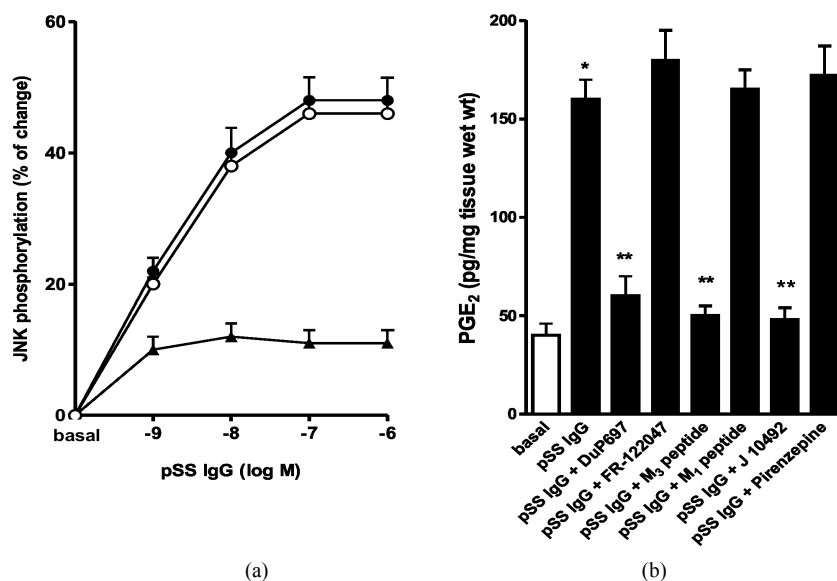 60
40
20
0
JNK phosphorylation (% of change)
basal
-9
-8
-7
-6
pSS IgG (log M)
(a)
200
150
100
50
0
PGE2 (pg/mg tissue wet wt)
*
**
**
**
basal
pSS IgG
pSS IgG + DuP697
pSS IgG + FR-122047
pSS IgG + M3 peptide
pSS IgG + M1 peptide
pSS IgG + J 10492
pSS IgG + Pirenzepine
(b)